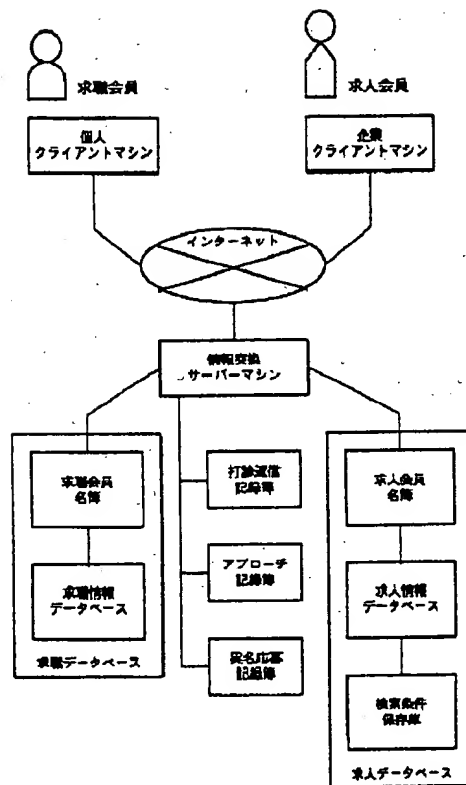 求職会員
求人会員
個人
クライアントマシン
企業
クライアントマシン
インターネット
情報交換
サーバーマシン
求職会員
名簿
打診返信
記録簿
求人会員
名簿
求職情報
データベース
アプローチ
記録簿
求人情報
データベース
求職データベース
匿名応募
記録簿
検索条件
保存庫
求人データベース